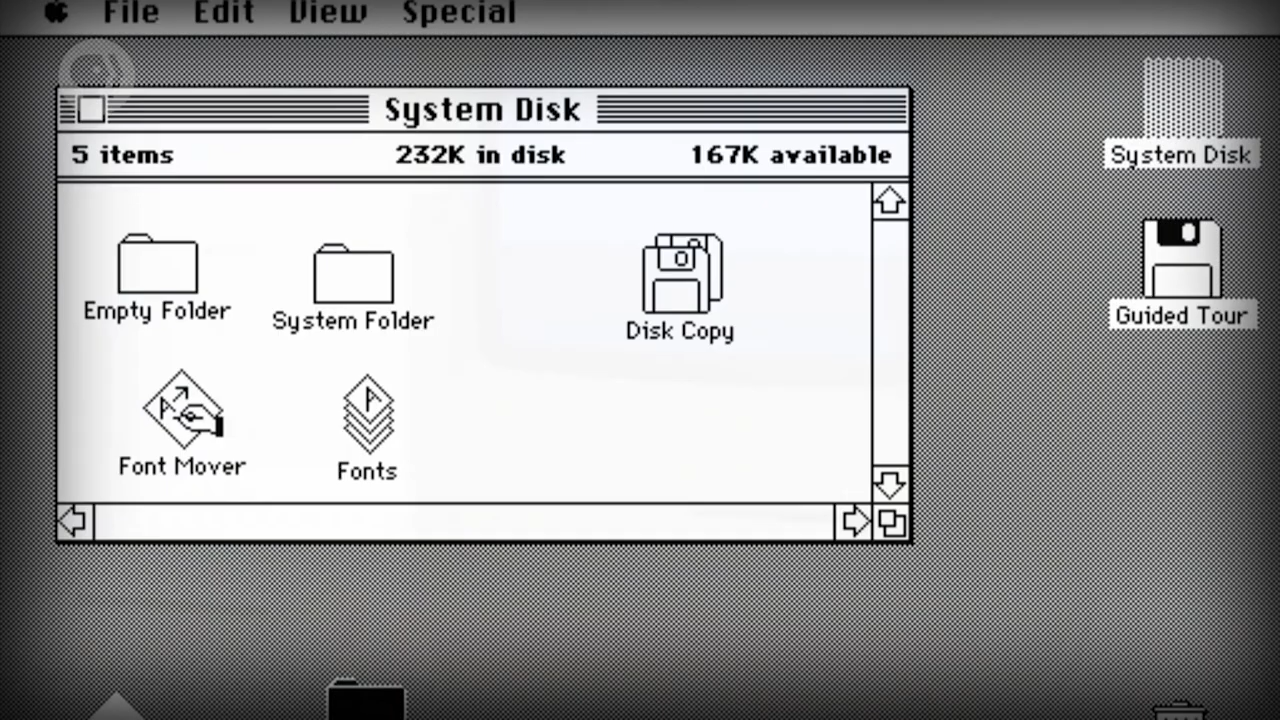 File Edit View Special
System Disk
5 items 232K in disk 167K available
System Disk
Empty Folder System Folder Disk Copy
Guided Tour
Font Mover Fonts